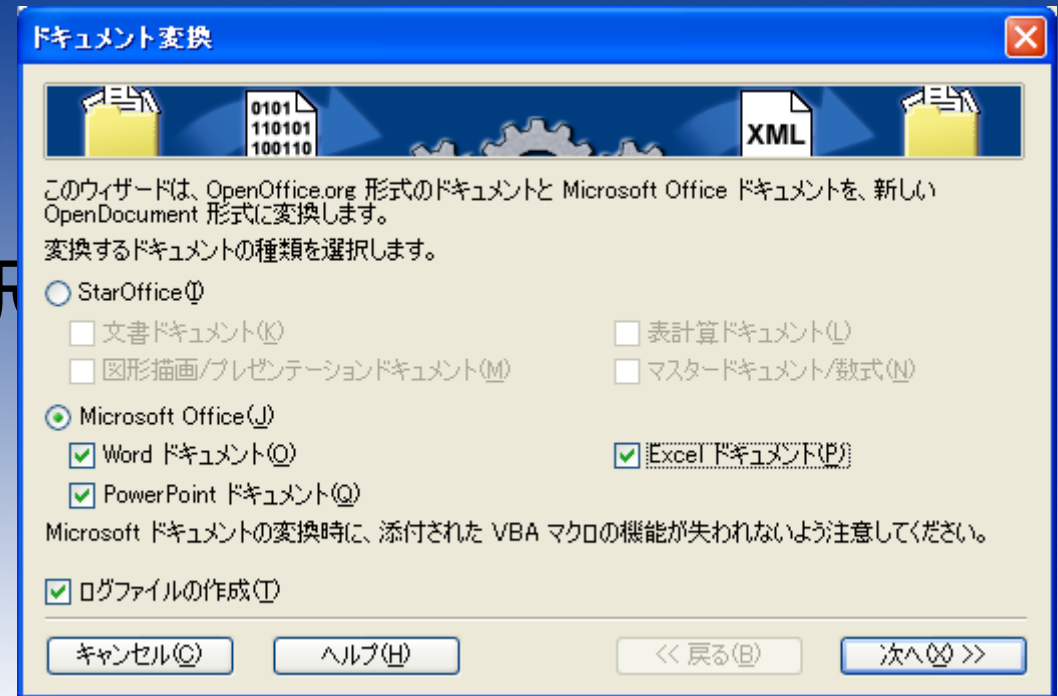 ドキュメント変換
0101
110101
100110
XML
このウィザードは、OpenOffice.org 形式のドキュメントと Microsoft Office ドキュメントを、新しい
OpenDocument 形式に変換します。
変換するドキュメントの種類を選択します。
StarOffice(I)
文書ドキュメント(K) 表計算ドキュメント(L)
図形描画/プレゼンテーションドキュメント(M) マスタードキュメント/数式(N)
Microsoft Office(J)
Word ドキュメント(O) Excel ドキュメント(P)
PowerPoint ドキュメント(Q)
Microsoft ドキュメントの変換時に、添付された VBA マクロの機能が失われないよう注意してください。
ログファイルの作成(T)
キャンセル(C) ヘルプ(H) << 戻る(B) 次へ(X) >>